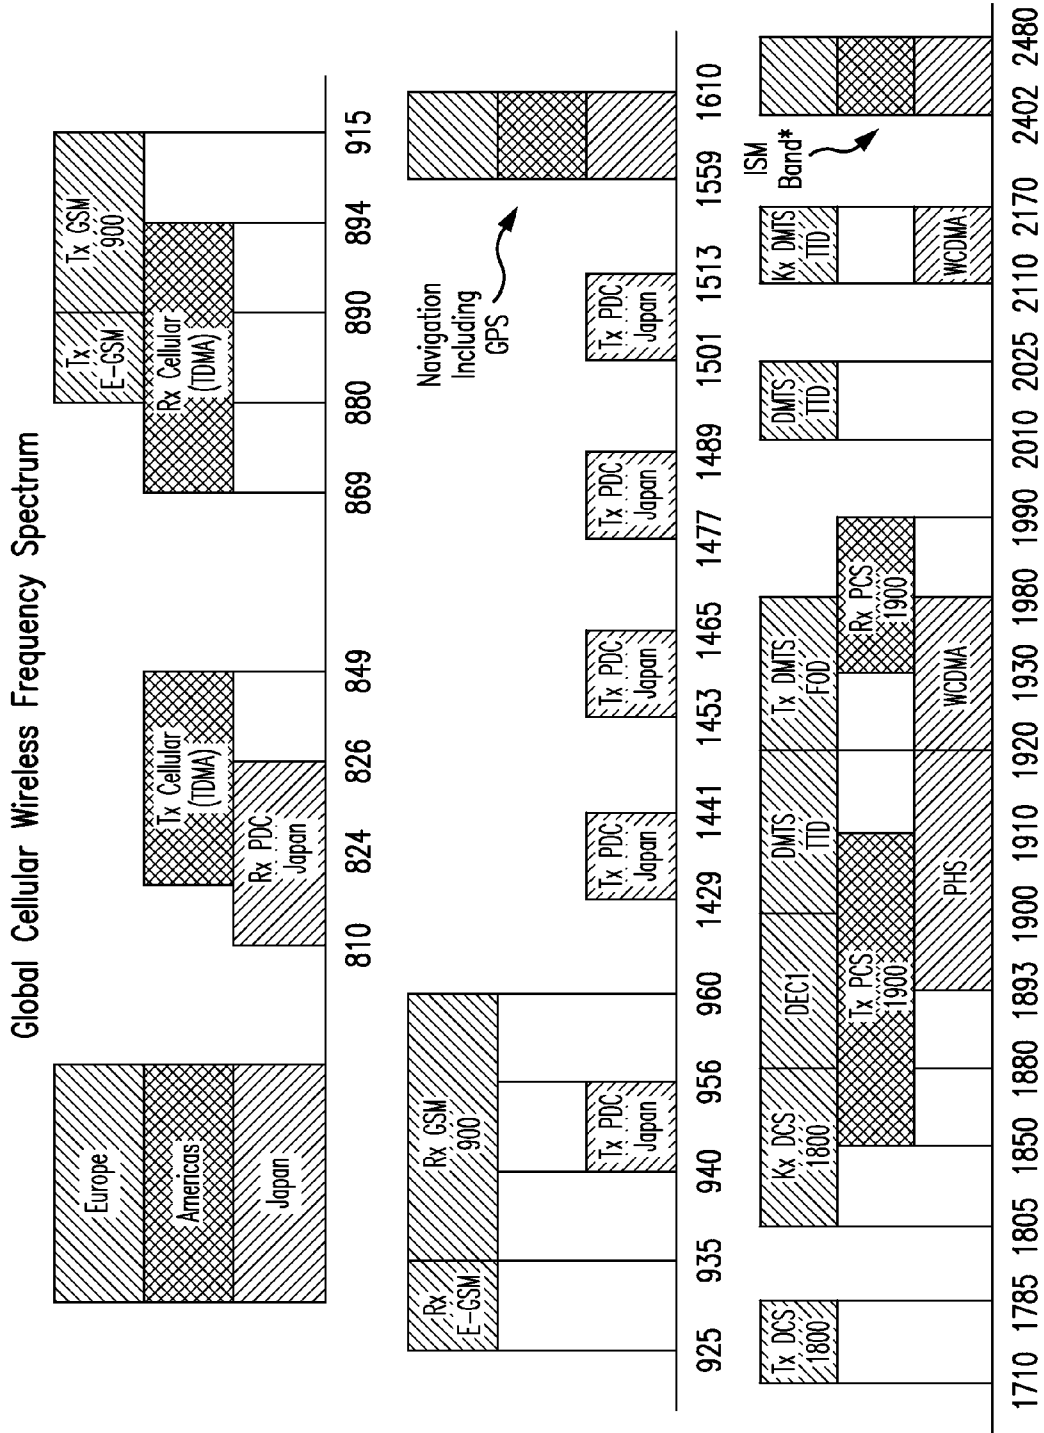 Global Cellular Wireless Frequency Spectrum
Europe
Americas
Japan
Tx Cellular
(TDMA)
Rx PDC
Japan
Tx
E-GSM
Tx GSM
900
Rx Cellular
(TDMA)
810 824 826 849 869 880 890 894 915
Rx
E-GSM
Rx GSM
900
Tx PDC
Japan
Tx PDC
Japan
Tx PDC
Japan
Tx PDC
Japan
Tx PDC
Japan
Navigation
Including
GPS
925 935 940 956 960 1429 1441 1453 1465 1477 1489 1501 1513 1559 1610
Tx DCS
1800
Kx DCS
1800
DEC1
DMTS
TTD
Tx DMTS
FOD
Tx PCS
1900
Rx PCS
1900
PHS
WCDMA
DMTS
TTD
Kx DMTS
TTD
WCDMA
ISM
Band*
1710 1785 1805 1850 1880 1893 1900 1910 1920 1930 1980 1990 2010 2025 2110 2170 2402 2480